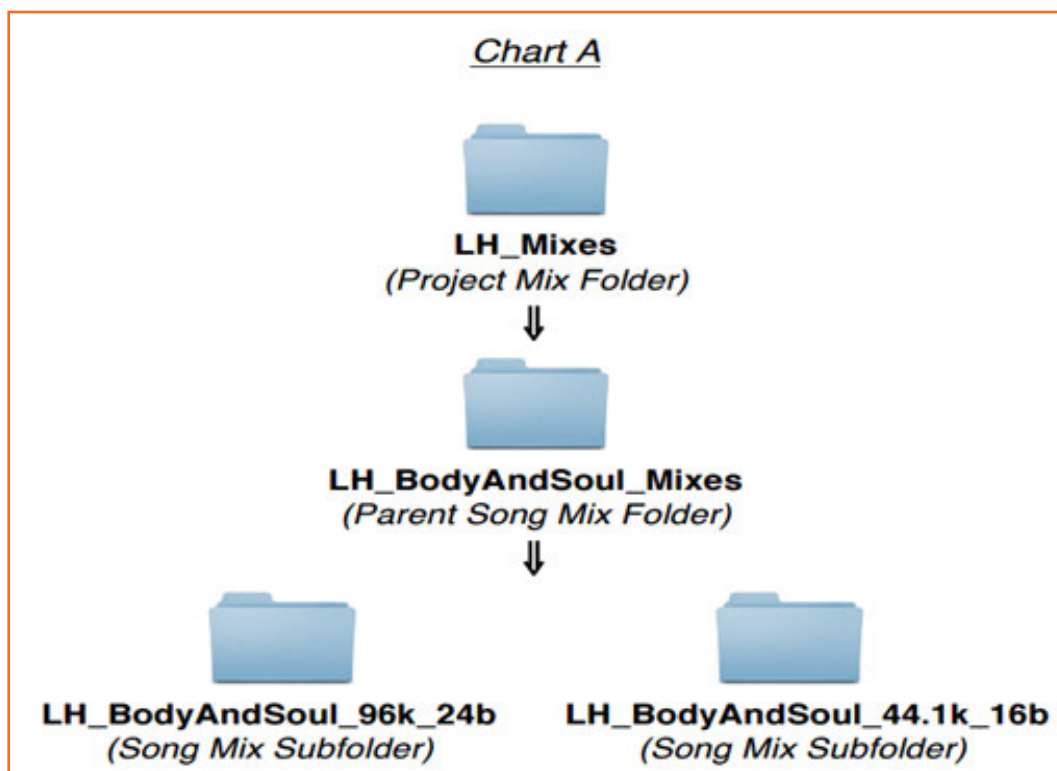 Chart A
LH_Mixes
(Project Mix Folder)
⇓
LH_BodyAndSoul_Mixes
(Parent Song Mix Folder)
⇓
LH_BodyAndSoul_96k_24b
(Song Mix Subfolder)
LH_BodyAndSoul_44.1k_16b
(Song Mix Subfolder)